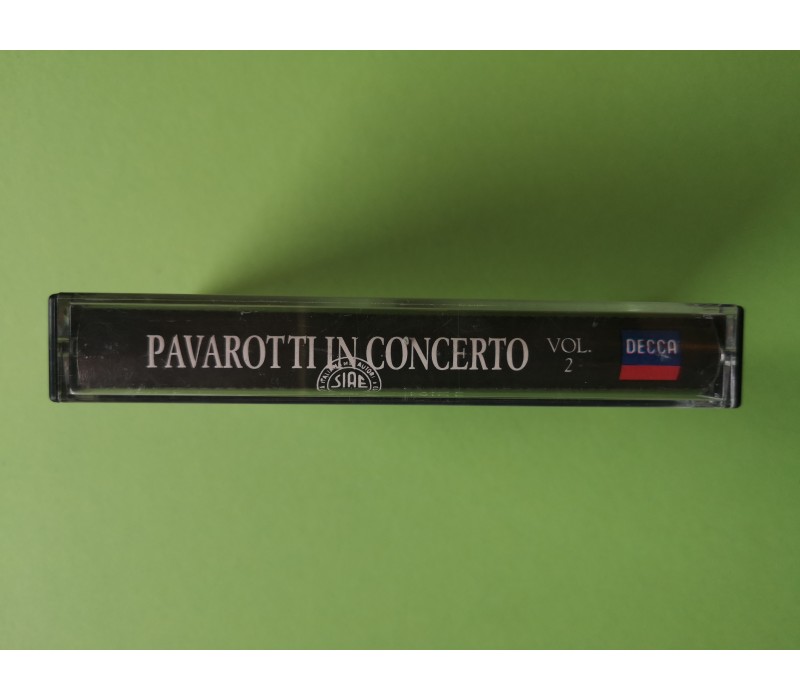 PAVAROTTI IN CONCERTO
VOL.
2
DECCA
SIAE